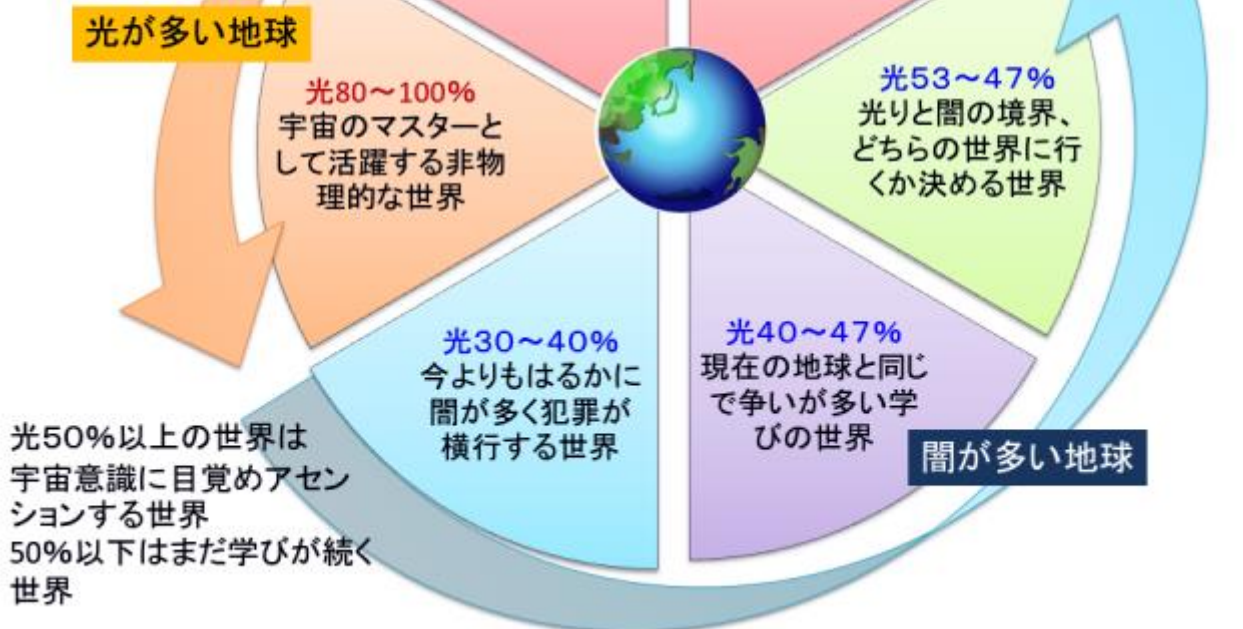 光が多い地球
光80～100%
宇宙のマスターと
して活躍する非物
理的な世界
光53～47%
光りと闇の境界、
どちらの世界に行
くか決める世界
光30～40%
今よりもはるかに
闇が多く犯罪が
横行する世界
光40～47%
現在の地球と同じ
で争いが多い学
びの世界
闇が多い地球
光50%以上の世界は
宇宙意識に目覚めアセン
ションする世界
50%以下はまだ学びが続く
世界